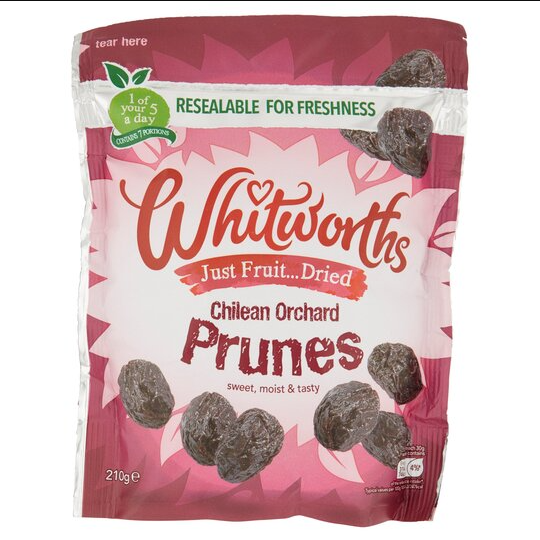 tear here
1 of
your 5
a day
CONTAINS 7 PORTIONS
RESEALABLE FOR FRESHNESS
Whitworths
Just Fruit...Dried
Chilean Orchard
Prunes
sweet, moist & tasty
210g℮